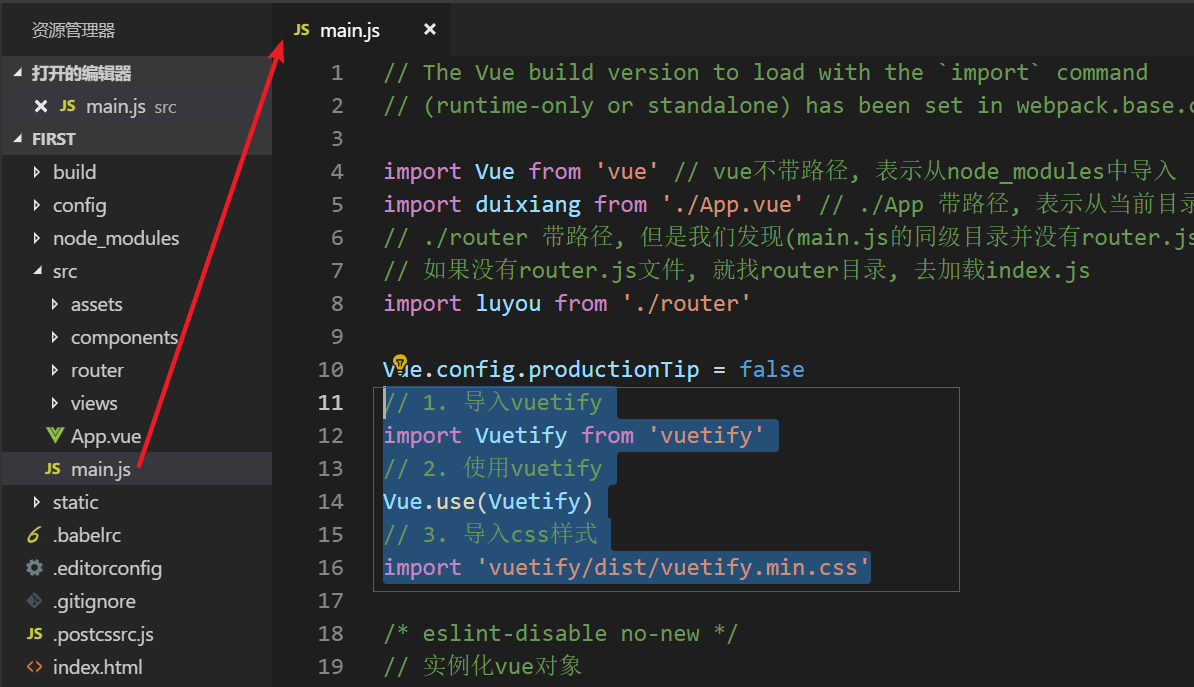 资源管理器
打开的编辑器
JS main.js src
FIRST
build
config
node_modules
src
assets
components
router
views
App.vue
JS main.js
static
.babelrc
.editorconfig
.gitignore
JS .postcssrc.js
index.html
JS main.js
1 // The Vue build version to load with the `import` command
2 // (runtime-only or standalone) has been set in webpack.base.
3
4 import Vue from 'vue' // vue不带路径, 表示从node_modules中导入
5 import duixiang from './App.vue' // ./App 带路径, 表示从当前目录
6 // ./router 带路径, 但是我们发现(main.js的同级目录并没有router.js
7 // 如果没有router.js文件, 就找router目录, 去加载index.js
8 import luyou from './router'
9
10 Vue.config.productionTip = false
11 // 1. 导入vuetify
12 import Vuetify from 'vuetify'
13 // 2. 使用vuetify
14 Vue.use(Vuetify)
15 // 3. 导入css样式
16 import 'vuetify/dist/vuetify.min.css'
17
18 /* eslint-disable no-new */
19 // 实例化vue对象